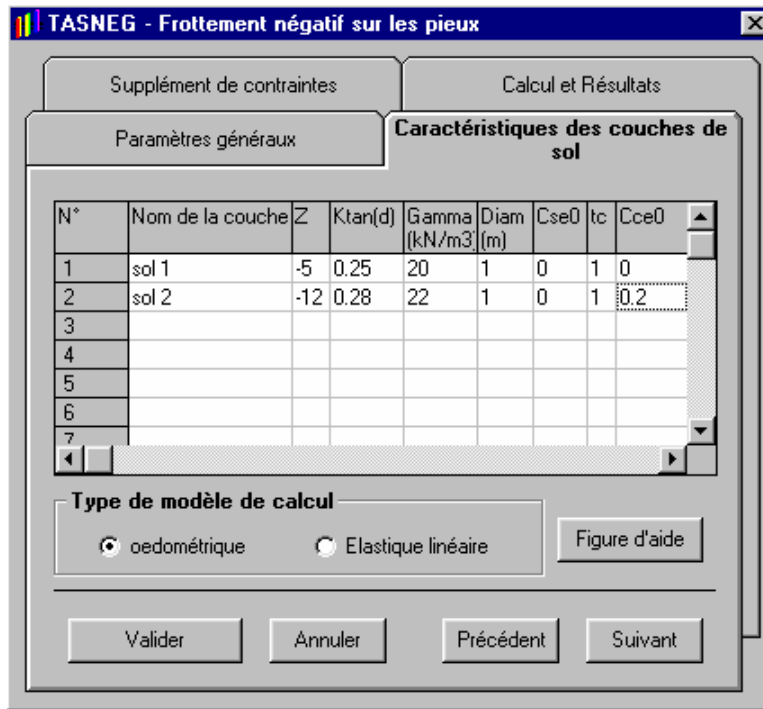 TASNEG - Frottement négatif sur les pieux
Supplément de contraintes
Calcul et Résultats
Paramètres généraux
Caractéristiques des couches de
sol
N° Nom de la couche Z Ktan(d) Gamma Diam Cse0 tc Cce0
(kN/m3) (m)
1 sol 1 -5 0.25 20 1 0 1 0
2 sol 2 -12 0.28 22 1 0 1 0.2
3
4
5
6
7
Type de modèle de calcul
oedométrique Elastique linéaire
Figure d'aide
Valider Annuler Précédent Suivant